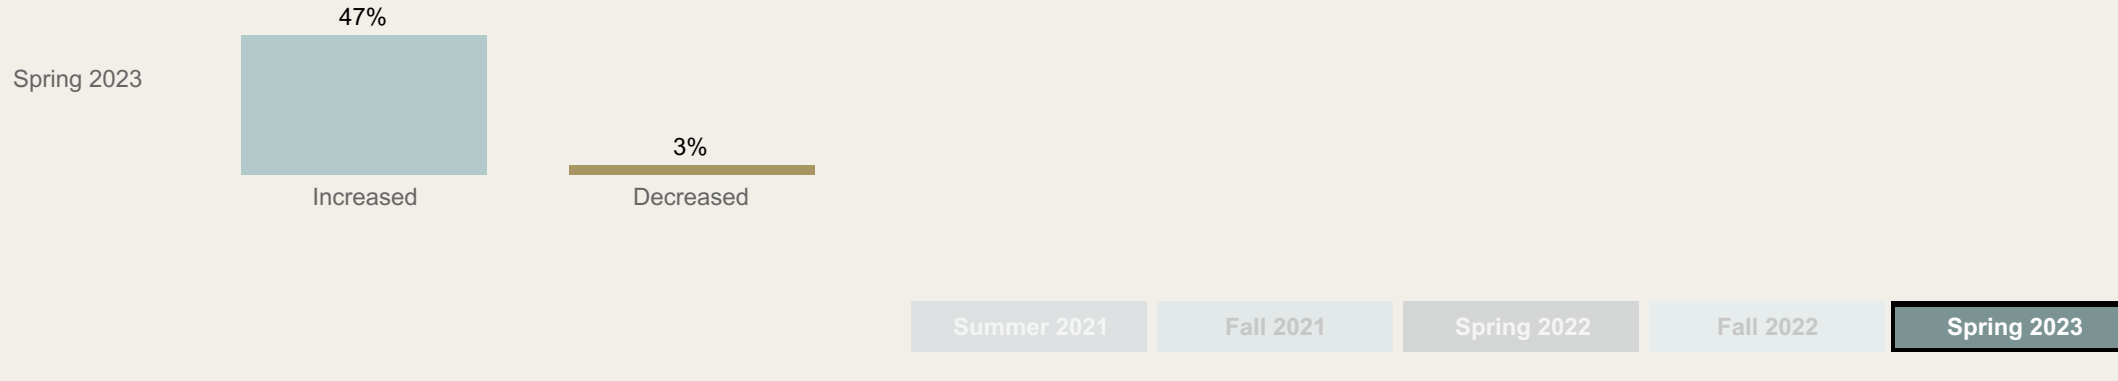 47%
Spring 2023
3%
Increased Decreased
Summer 2021 Fall 2021 Spring 2022 Fall 2022 Spring 2023